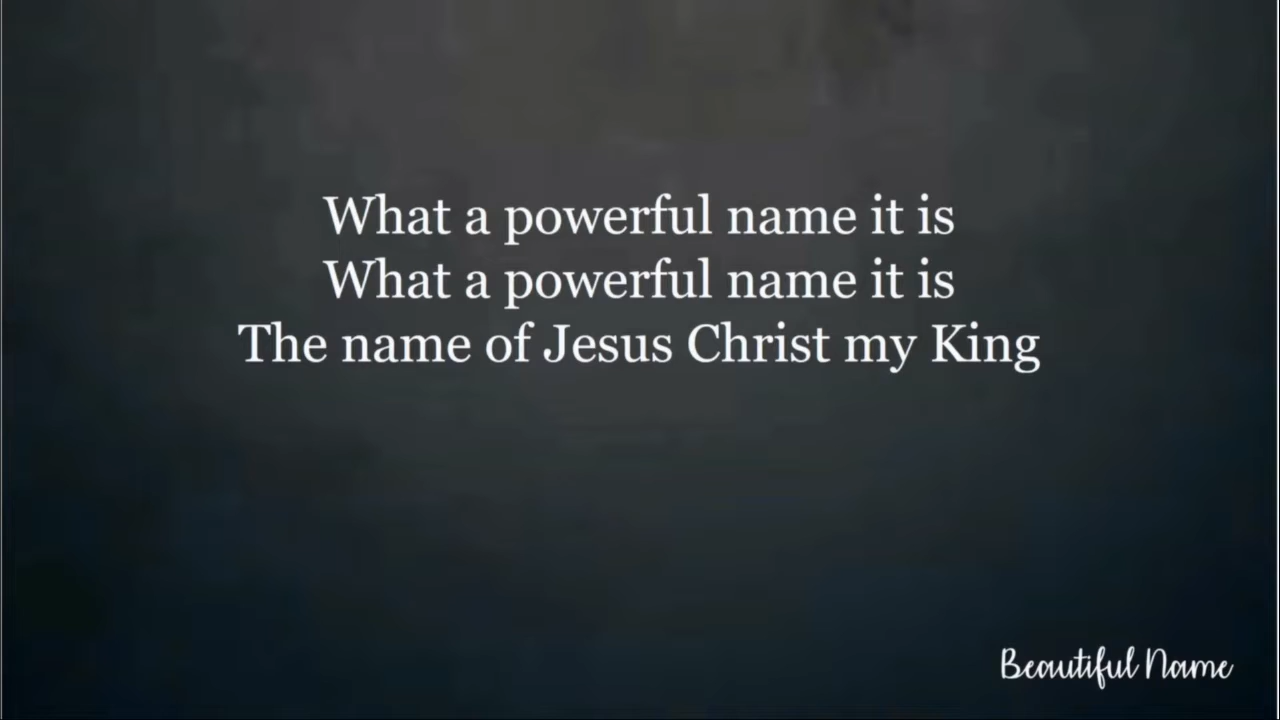 What a powerful name it is
What a powerful name it is
The name of Jesus Christ my King
Beautiful Name